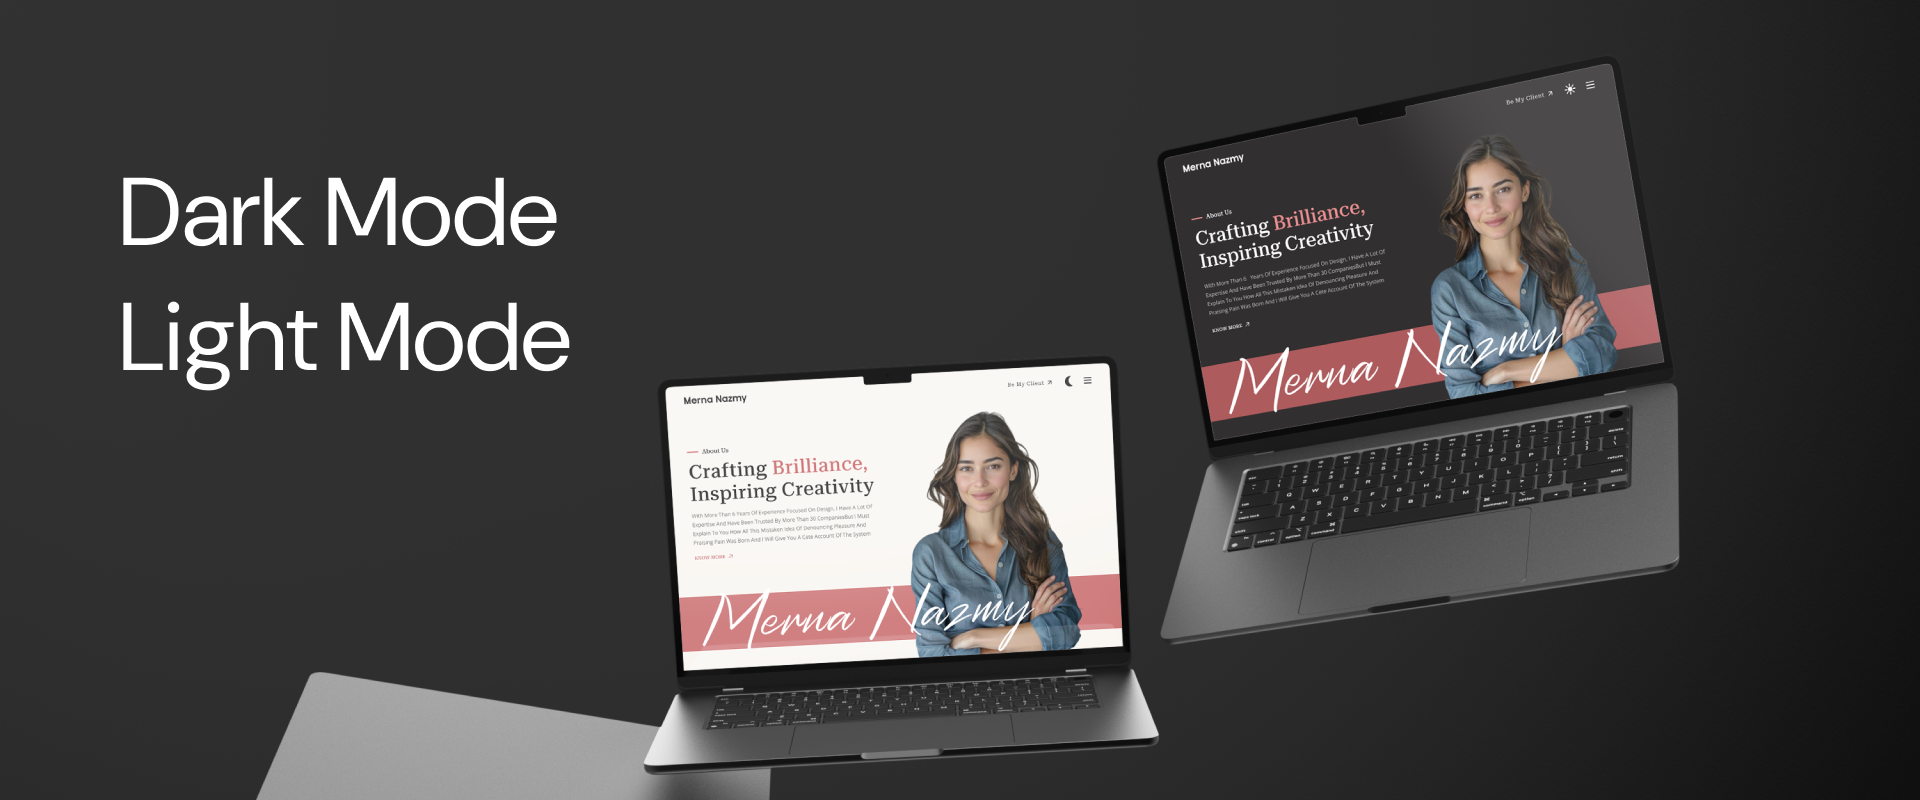 Dark Mode
Light Mode
Merna Nazmy
Be My Client
About Us
Crafting Brilliance,
Inspiring Creativity
With More Than 6 Years Of Experience Focused On Design, I Have A Lot Of
Expertise And Have Been Trusted By More Than 30 CompaniesBut I Must
Explain To You How All This Mistaken Idea Of Denouncing Pleasure And
Praising Pain Was Born And I Will Give You A Cete Account Of The System
KNOW MORE
Merna Nazmy
Merna Nazmy
Be My Client
About Us
Crafting Brilliance,
Inspiring Creativity
With More Than 6 Years Of Experience Focused On Design, I Have A Lot Of
Expertise And Have Been Trusted By More Than 30 CompaniesBut I Must
Explain To You How All This Mistaken Idea Of Denouncing Pleasure And
Praising Pain Was Born And I Will Give You A Cete Account Of The System
KNOW MORE
Merna Nazmy